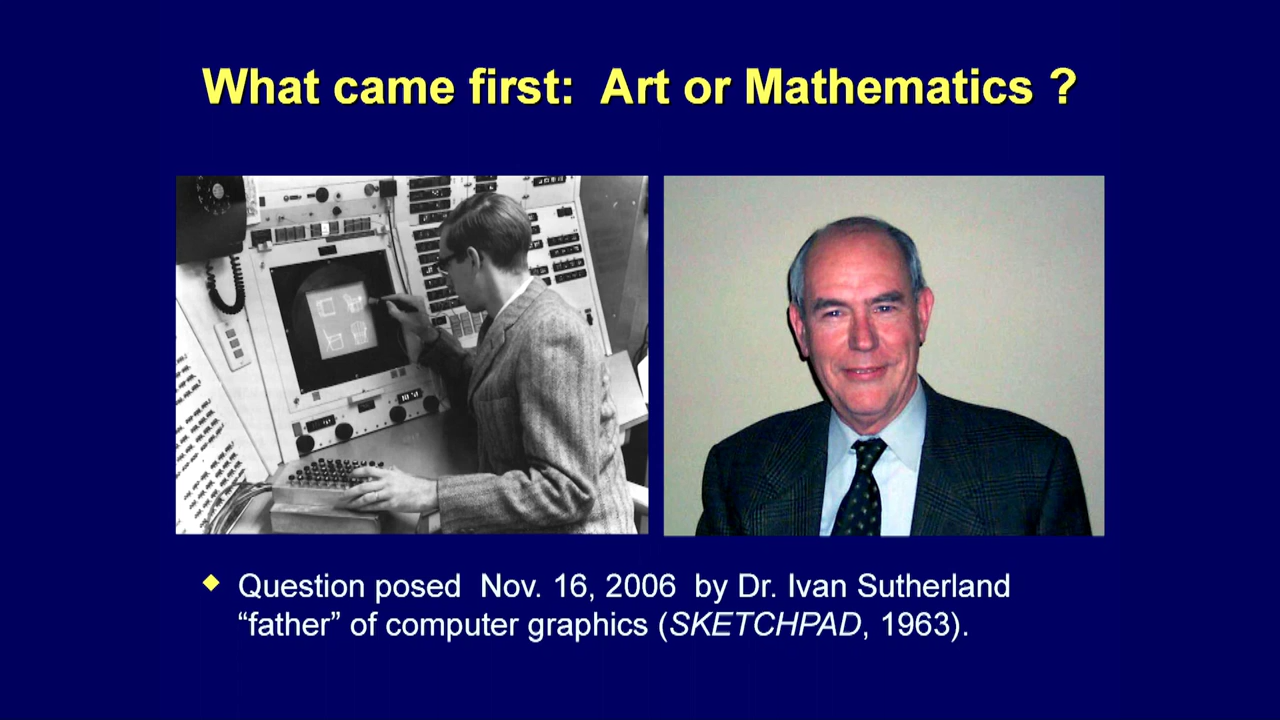 What came first: Art or Mathematics ?
Question posed Nov. 16, 2006 by Dr. Ivan Sutherland
“father” of computer graphics (SKETCHPAD, 1963).